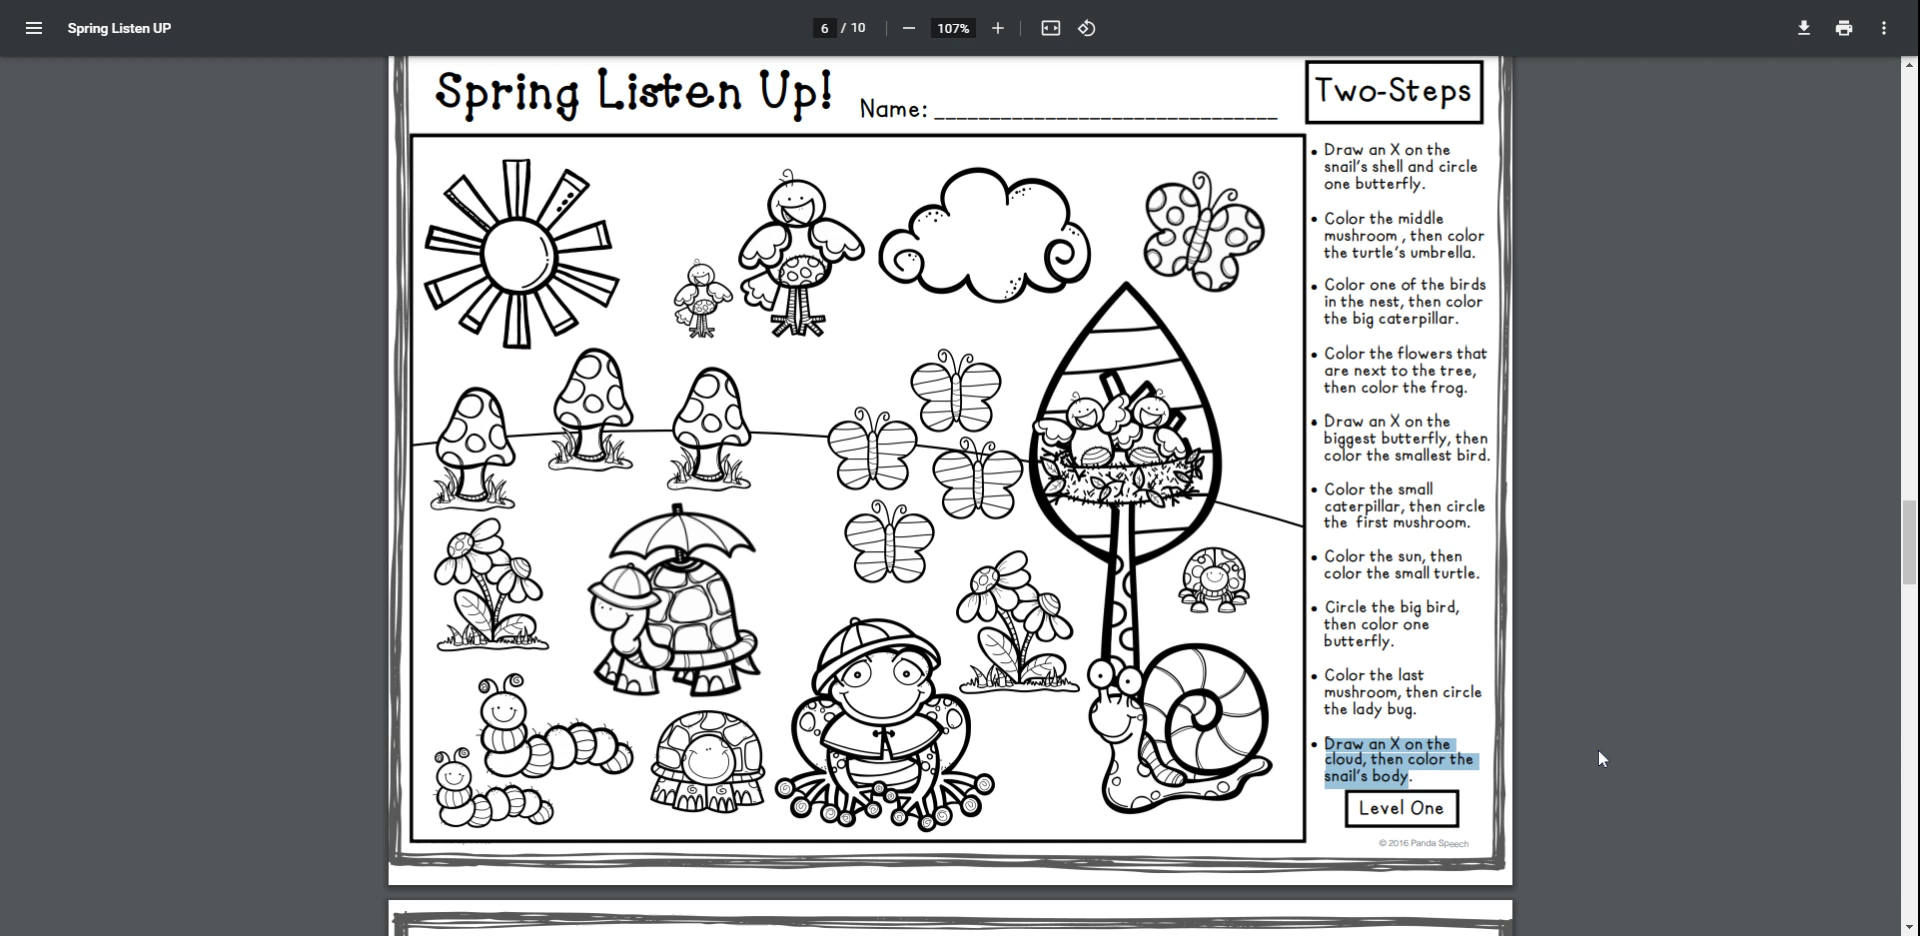 Spring Listen UP
6 / 10
107%
Spring Listen Up!
Name: _______________________________
Two-Steps
• Draw an X on the
snail's shell and circle
one butterfly.
• Color the middle
mushroom , then color
the turtle's umbrella.
• Color one of the birds
in the nest, then color
the big caterpillar.
• Color the flowers that
are next to the tree,
then color the frog.
• Draw an X on the
biggest butterfly, then
color the smallest bird.
• Color the small
caterpillar, then circle
the first mushroom.
• Color the sun, then
color the small turtle.
• Circle the big bird,
then color one
butterfly.
• Color the last
mushroom, then circle
the lady bug.
• Draw an X on the
cloud, then color the
snail's body.
Level One
© 2016 Panda Speech